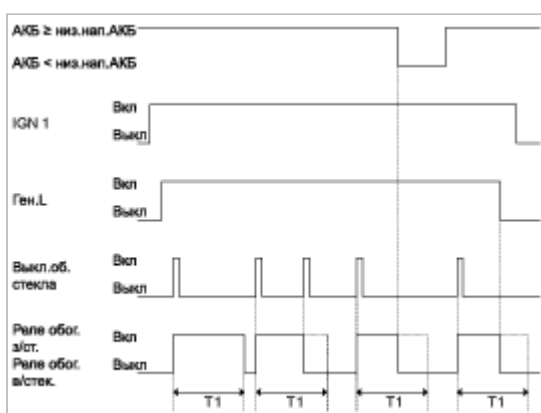 АКБ ≥ низ.нап.АКБ
АКБ < низ.нап.АКБ
Вкл
IGN 1
Выкл
Вкл
Ген.L
Выкл
Выкл.об.
стекла
Вкл
Выкл
Реле обог.
з/ст.
Реле обог.
в/стек.
Вкл
Выкл
T1 T1 T1 T1